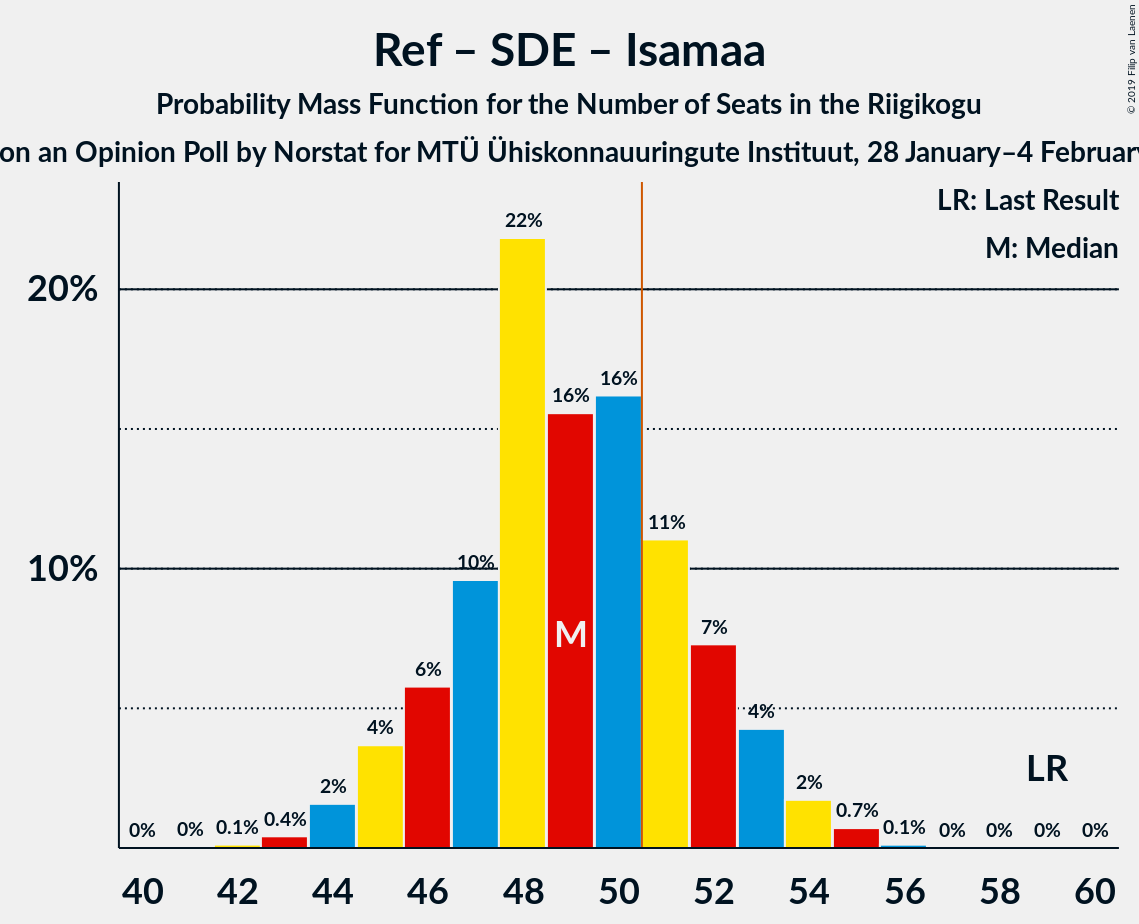 Ref – SDE – Isamaa
Probability Mass Function for the Number of Seats in the Riigikogu
on an Opinion Poll by Norstat for MTÜ Ühiskonnauuringute Instituut, 28 January–4 February
© 2019 Filip van Laenen
LR: Last Result
M: Median
20%
10%
0% 0% 0.1% 0.4% 2% 4% 6% 10% 22% 16% 16% 11% 7% 4% 2% 0.7% 0.1% 0% 0% 0% 0%
M
LR
40 42 44 46 48 50 52 54 56 58 60